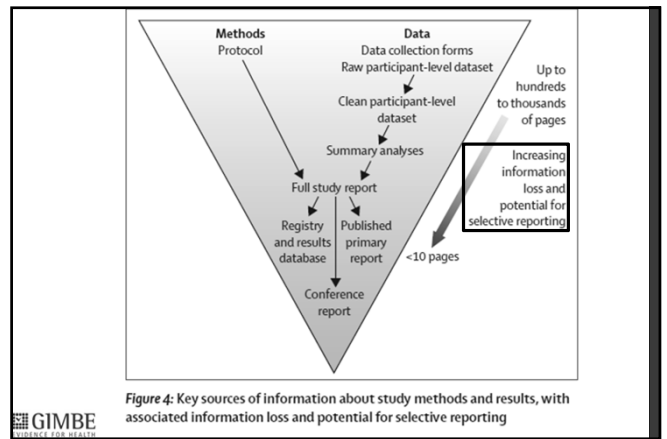 Methods
Protocol
Data
Data collection forms
Raw participant-level dataset
Clean participant-level
dataset
Summary analyses
Full study report
Registry
and results
database
Published
primary
report
Conference
report
Up to
hundreds
to thousands
of pages
Increasing
information
loss and
potential for
selective reporting
<10 pages
Figure 4: Key sources of information about study methods and results, with
associated information loss and potential for selective reporting
GIMBE
EVIDENCE FOR HEALTH